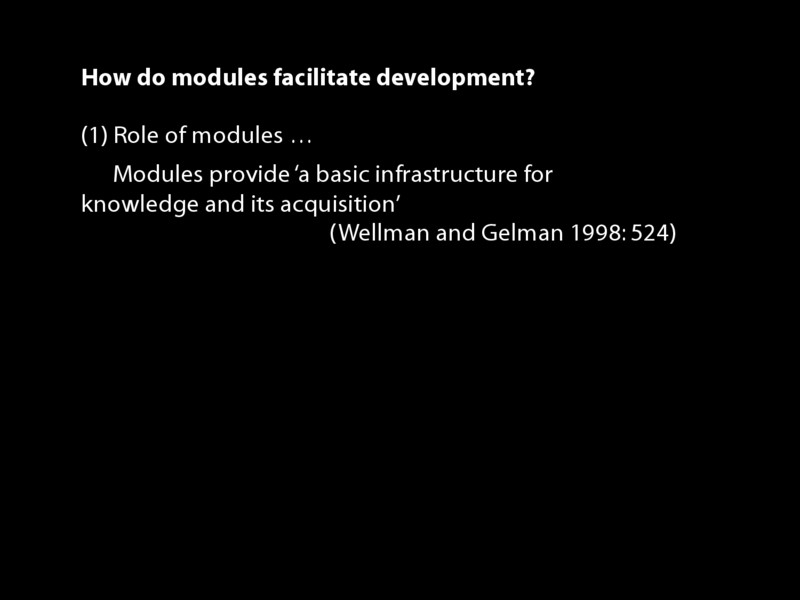 How do modules facilitate development?
(1) Role of modules …
Modules provide ‘a basic infrastructure for
knowledge and its acquisition’
(Wellman and Gelman 1998: 524)